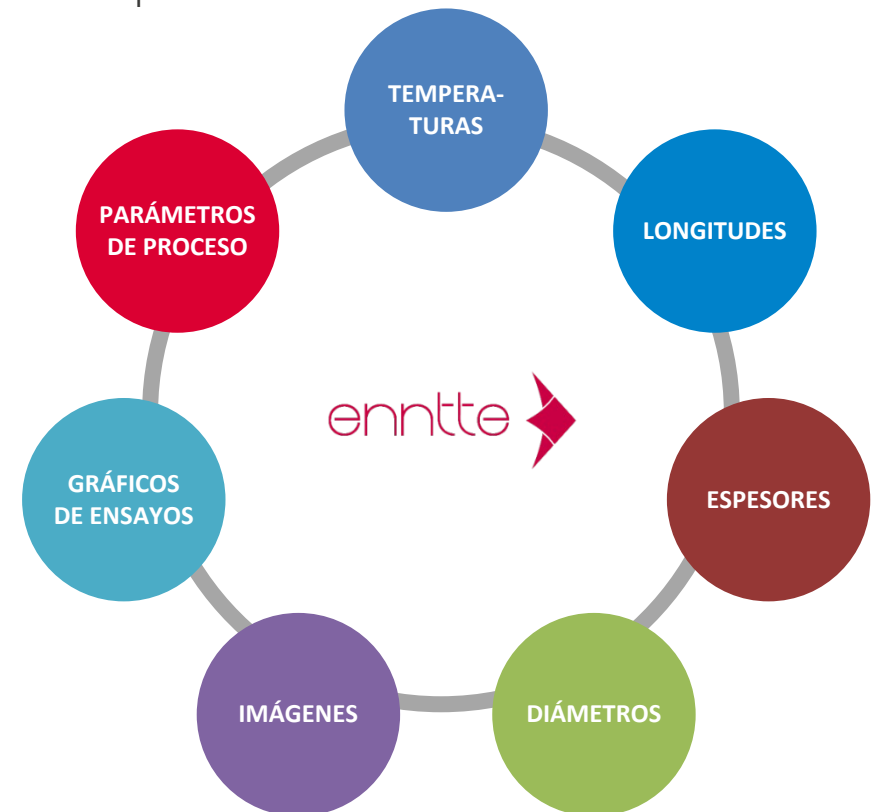 TEMPERA-
TURAS
LONGITUDES
ESPESORES
DIÁMETROS
IMÁGENES
GRÁFICOS
DE ENSAYOS
PARÁMETROS
DE PROCESO
enntte